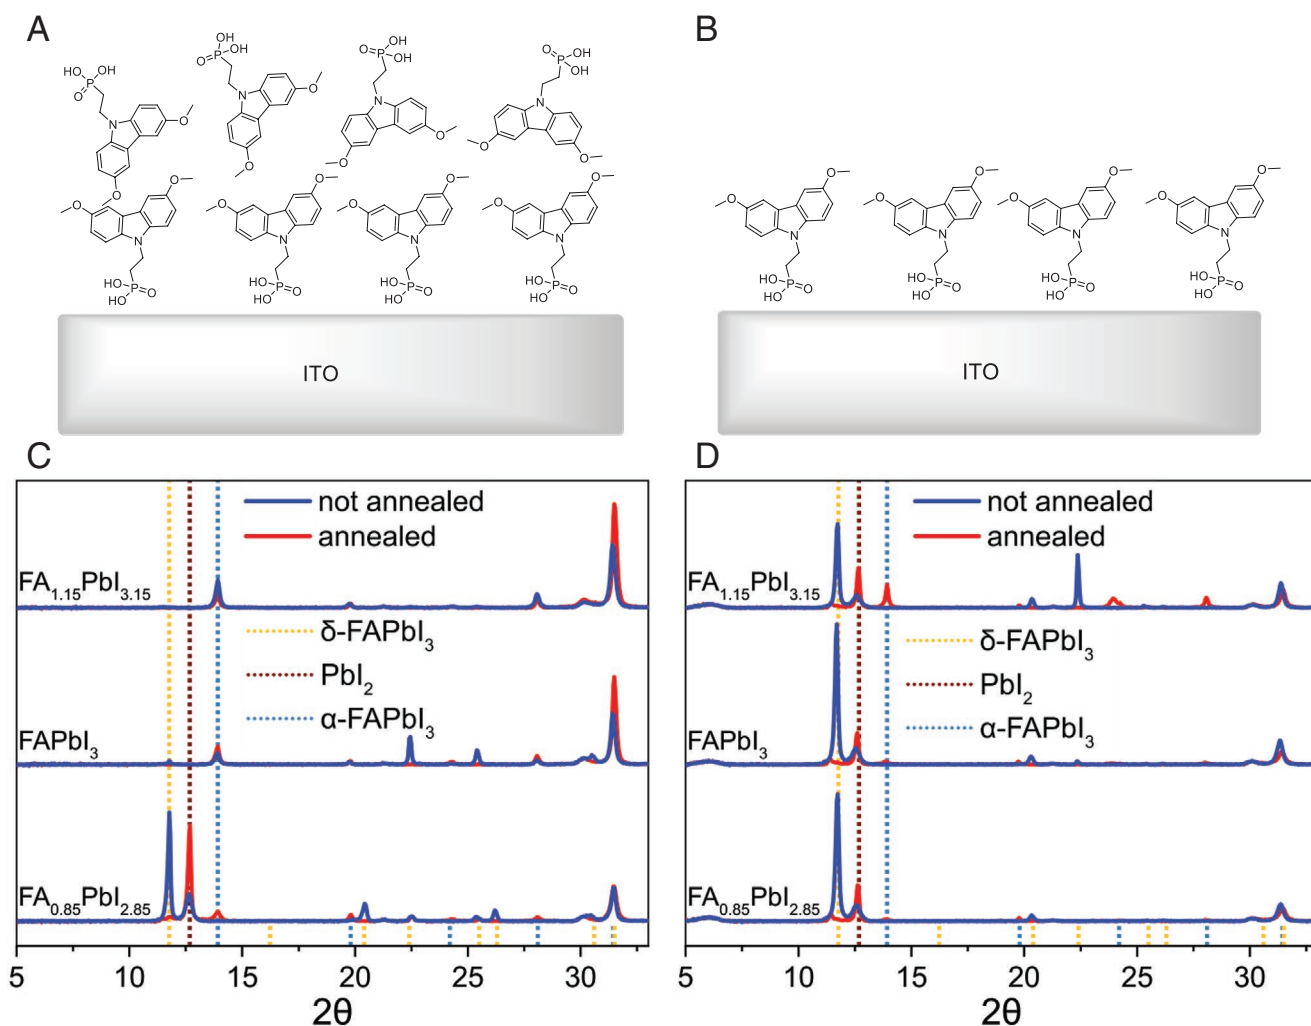 A
B
OH
O
P
OH
N
O
O
HO
OH
P
O
N
O
O
OH
O
P
OH
N
O
O
O
P
OH
OH
N
O
O
O
O
N
HO
P
O
HO
O
O
N
HO
P
O
HO
O
O
N
HO
P
O
HO
O
O
N
HO
P
O
HO
O
O
N
HO
P
O
HO
O
O
N
HO
P
O
HO
O
O
N
HO
P
O
HO
O
O
N
HO
P
O
HO
ITO
ITO
C
D
not annealed
annealed
FA1.15PbI3.15
δ-FAPbI3
PbI2
α-FAPbI3
FAPbI3
FA0.85PbI2.85
5 10 15 20 25 30
2θ
not annealed
annealed
FA1.15PbI3.15
δ-FAPbI3
PbI2
α-FAPbI3
FAPbI3
FA0.85PbI2.85
5 10 15 20 25 30
2θ